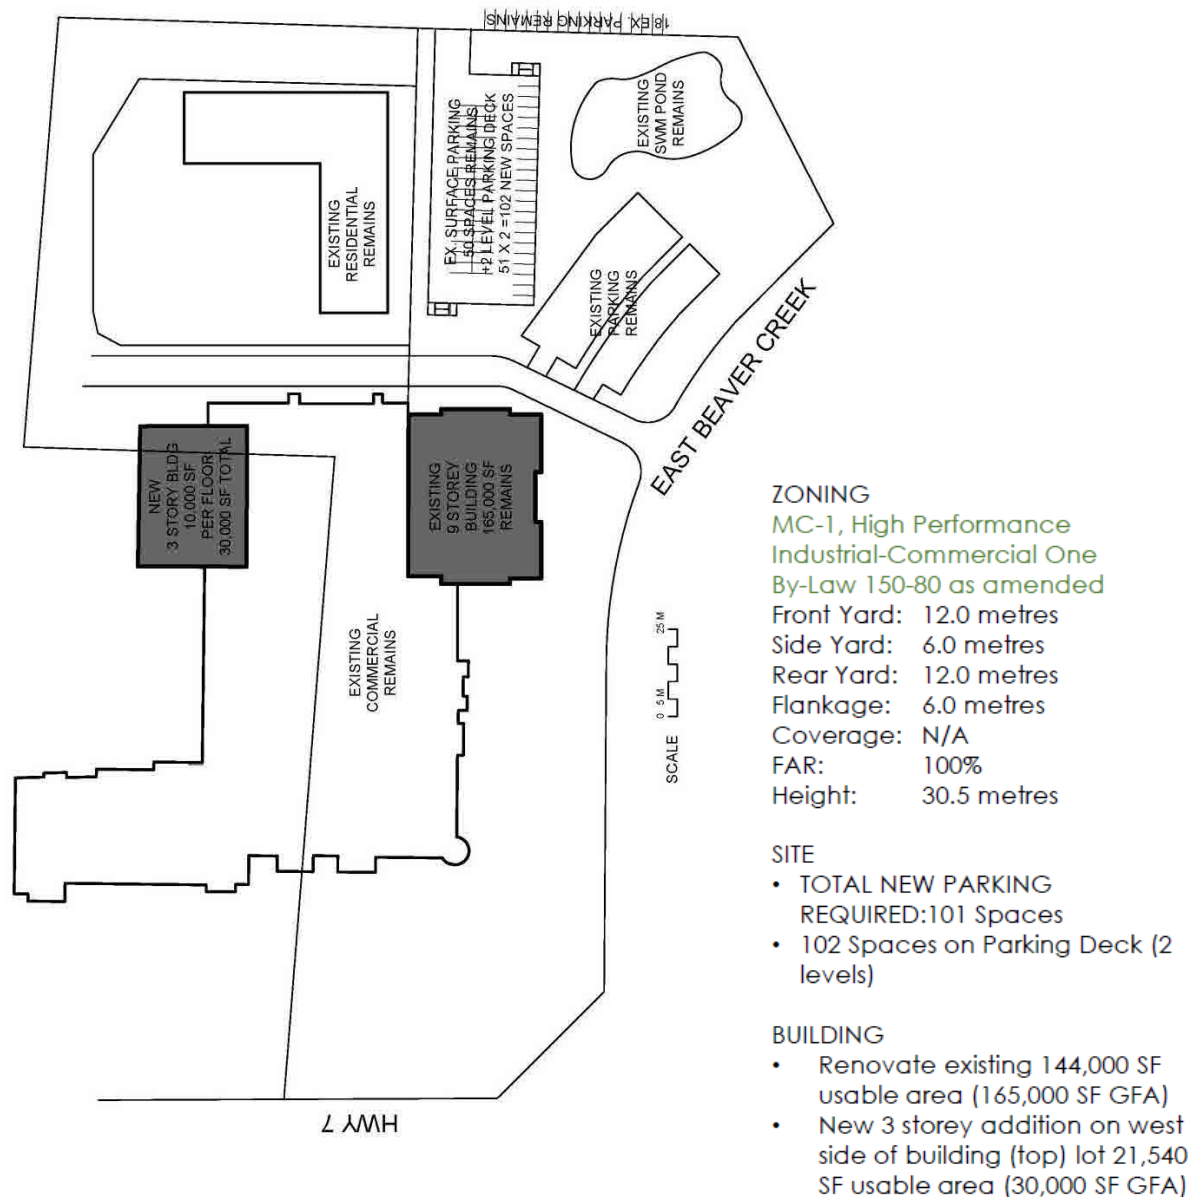 18 EX. PARKING REMAINS
EXISTING
SWM POND
REMAINS
EX. SURFACE PARKING
50 SPACES REMAINS
+2 LEVEL PARKING DECK
51 X 2 =102 NEW SPACES
EXISTING
RESIDENTIAL
REMAINS
EXISTING
PARKING
REMAINS
EAST BEAVER CREEK
NEW
3 STORY BLDG
10,000 SF
PER FLOOR
30,000 SF TOTAL
EXISTING
9 STOREY
BUILDING
165,000 SF
REMAINS
EXISTING
COMMERCIAL
REMAINS
SCALE
0 5 M 25 M
HWY 7
ZONING
MC-1, High Performance
Industrial-Commercial One
By-Law 150-80 as amended
Front Yard: 12.0 metres
Side Yard: 6.0 metres
Rear Yard: 12.0 metres
Flankage: 6.0 metres
Coverage: N/A
FAR: 100%
Height: 30.5 metres
SITE
• TOTAL NEW PARKING
REQUIRED:101 Spaces
• 102 Spaces on Parking Deck (2
levels)
BUILDING
• Renovate existing 144,000 SF
usable area (165,000 SF GFA)
• New 3 storey addition on west
side of building (top) lot 21,540
SF usable area (30,000 SF GFA)